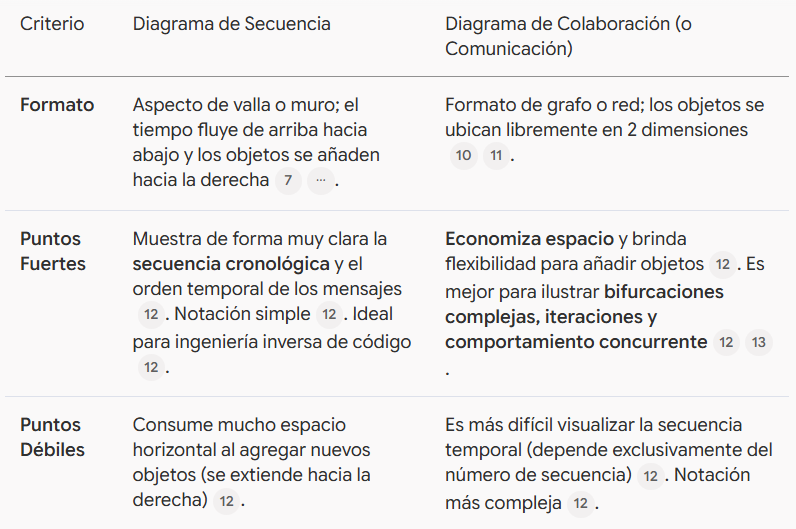 Criterio Diagrama de Secuencia Diagrama de Colaboración (o
Comunicación)
Formato
Aspecto de valla o muro; el
tiempo fluye de arriba hacia
abajo y los objetos se añaden
hacia la derecha 7 ··· .
Formato de grafo o red; los objetos se
ubican libremente en 2 dimensiones
10 11 .
Puntos
Fuertes
Muestra de forma muy clara la
secuencia cronológica y el
orden temporal de los mensajes
12 . Notación simple 12 . Ideal
para ingeniería inversa de código
12 .
Economiza espacio y brinda
flexibilidad para añadir objetos 12 . Es
mejor para ilustrar bifurcaciones
complejas, iteraciones y
comportamiento concurrente 12 13
.
Puntos
Débiles
Consume mucho espacio
horizontal al agregar nuevos
objetos (se extiende hacia la
derecha) 12 .
Es más difícil visualizar la secuencia
temporal (depende exclusivamente del
número de secuencia) 12 . Notación
más compleja 12 .